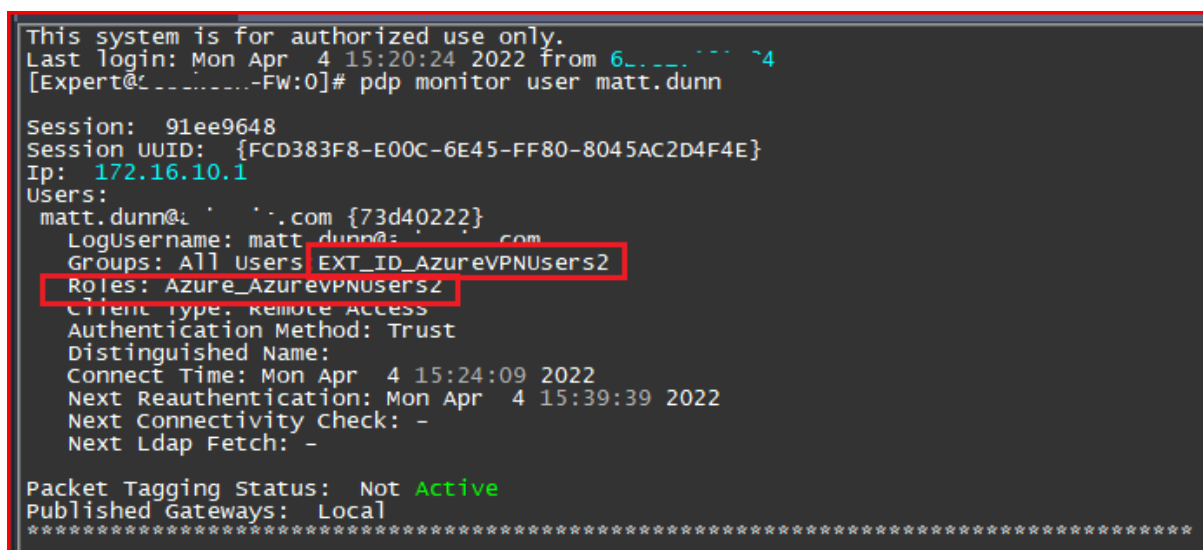 This system is for authorized use only.
Last login: Mon Apr  4 15:20:24 2022 from
[Expert@ -FW:0]# pdp monitor user matt.dunn
Session:  91ee9648
Session UUID:  {FCD383F8-E00C-6E45-FF80-8045AC2D4F4E}
Ip:  172.16.10.1
Users:
matt.dunn@ .com {73d40222}
LogUsername: matt.dunn@ .com
Groups: All Users EXT_ID_AzureVPNUsers2
Roles: Azure_AzureVPNUsers2
Client Type: Remote Access
Authentication Method: Trust
Distinguished Name:
Connect Time: Mon Apr  4 15:24:09 2022
Next Reauthentication: Mon Apr  4 15:39:39 2022
Next Connectivity Check: -
Next Ldap Fetch: -
Packet Tagging Status:  Not Active
Published Gateways:  Local
************************************************************************************